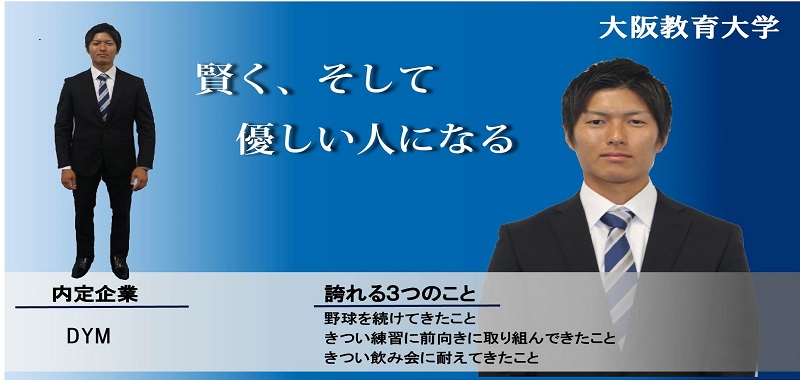 大阪教育大学
賢く、そして
優しい人になる
内定企業
DYM
誇れる3つのこと
野球を続けてきたこと
きつい練習に前向きに取り組んできたこと
きつい飲み会に耐えてきたこと